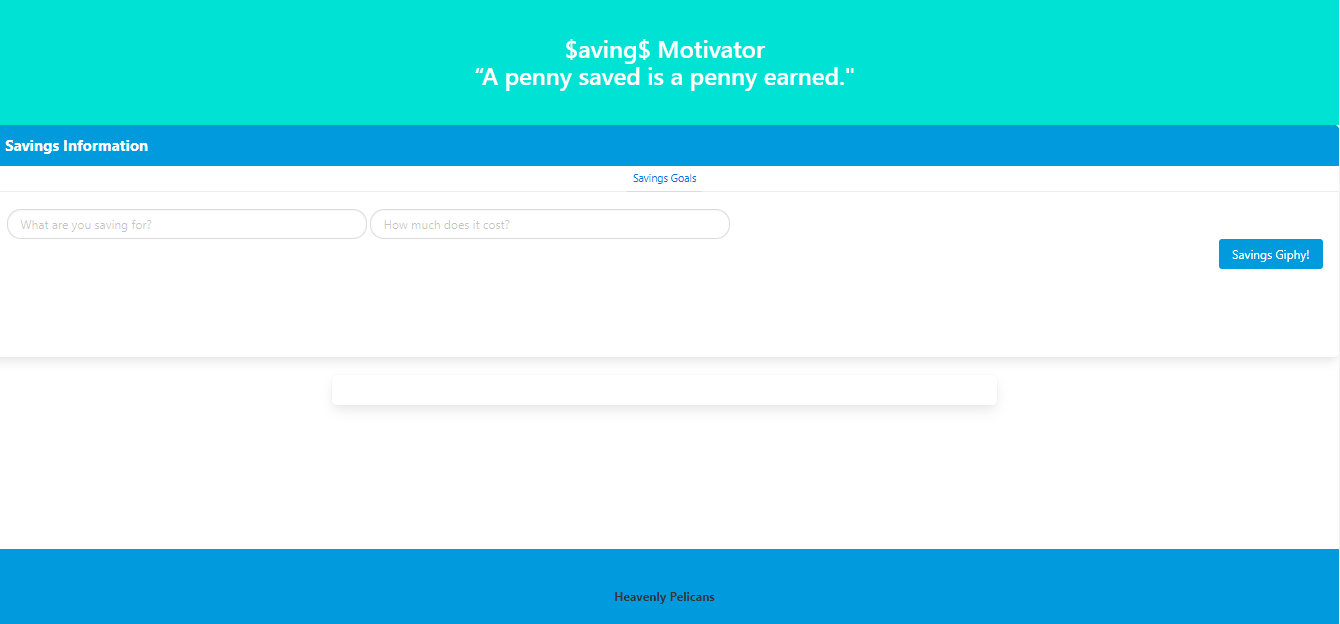 $aving$ Motivator
“A penny saved is a penny earned."
Savings Information
Savings Goals
What are you saving for? How much does it cost?
Savings Giphy!
Heavenly Pelicans